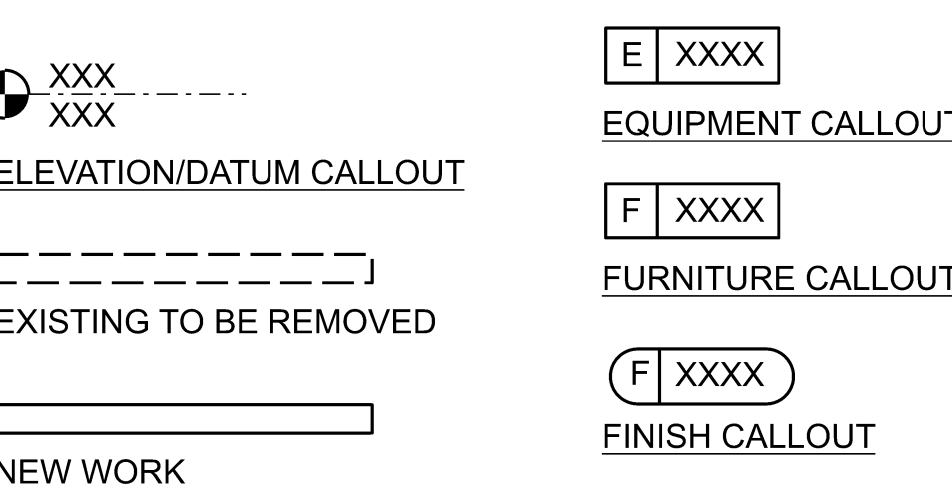 XXX
XXX
ELEVATION/DATUM CALLOUT
EXISTING TO BE REMOVED
NEW WORK
E XXXX
EQUIPMENT CALLOUT
F XXXX
FURNITURE CALLOUT
F XXXX
FINISH CALLOUT